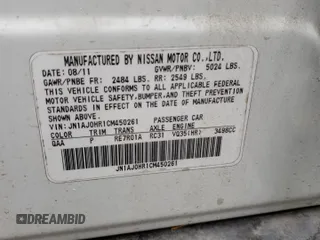 MANUFACTURED BY NISSAN MOTOR CO., LTD.
DATE: 08/11 GVWR/PNBV: 5024 LBS.
GAWR/PNBE FR: 2484 LBS. RR: 2549 LBS.
THIS VEHICLE CONFORMS TO ALL APPLICABLE FEDERAL
MOTOR VEHICLE SAFETY, BUMPER, AND THEFT PREVENTION
STANDARDS IN EFFECT ON THE DATE OF MANUFACTURE
SHOWN ABOVE.
VIN: JN1AJ0HR1CM450261 PASSENGER CAR
COLOR TRIM TRANS AXLE ENGINE
QAA P RE7R01A RC31 VQ35(HR) 3498CC
JN1AJ0HR1CM450261
DREAMBID
.COM